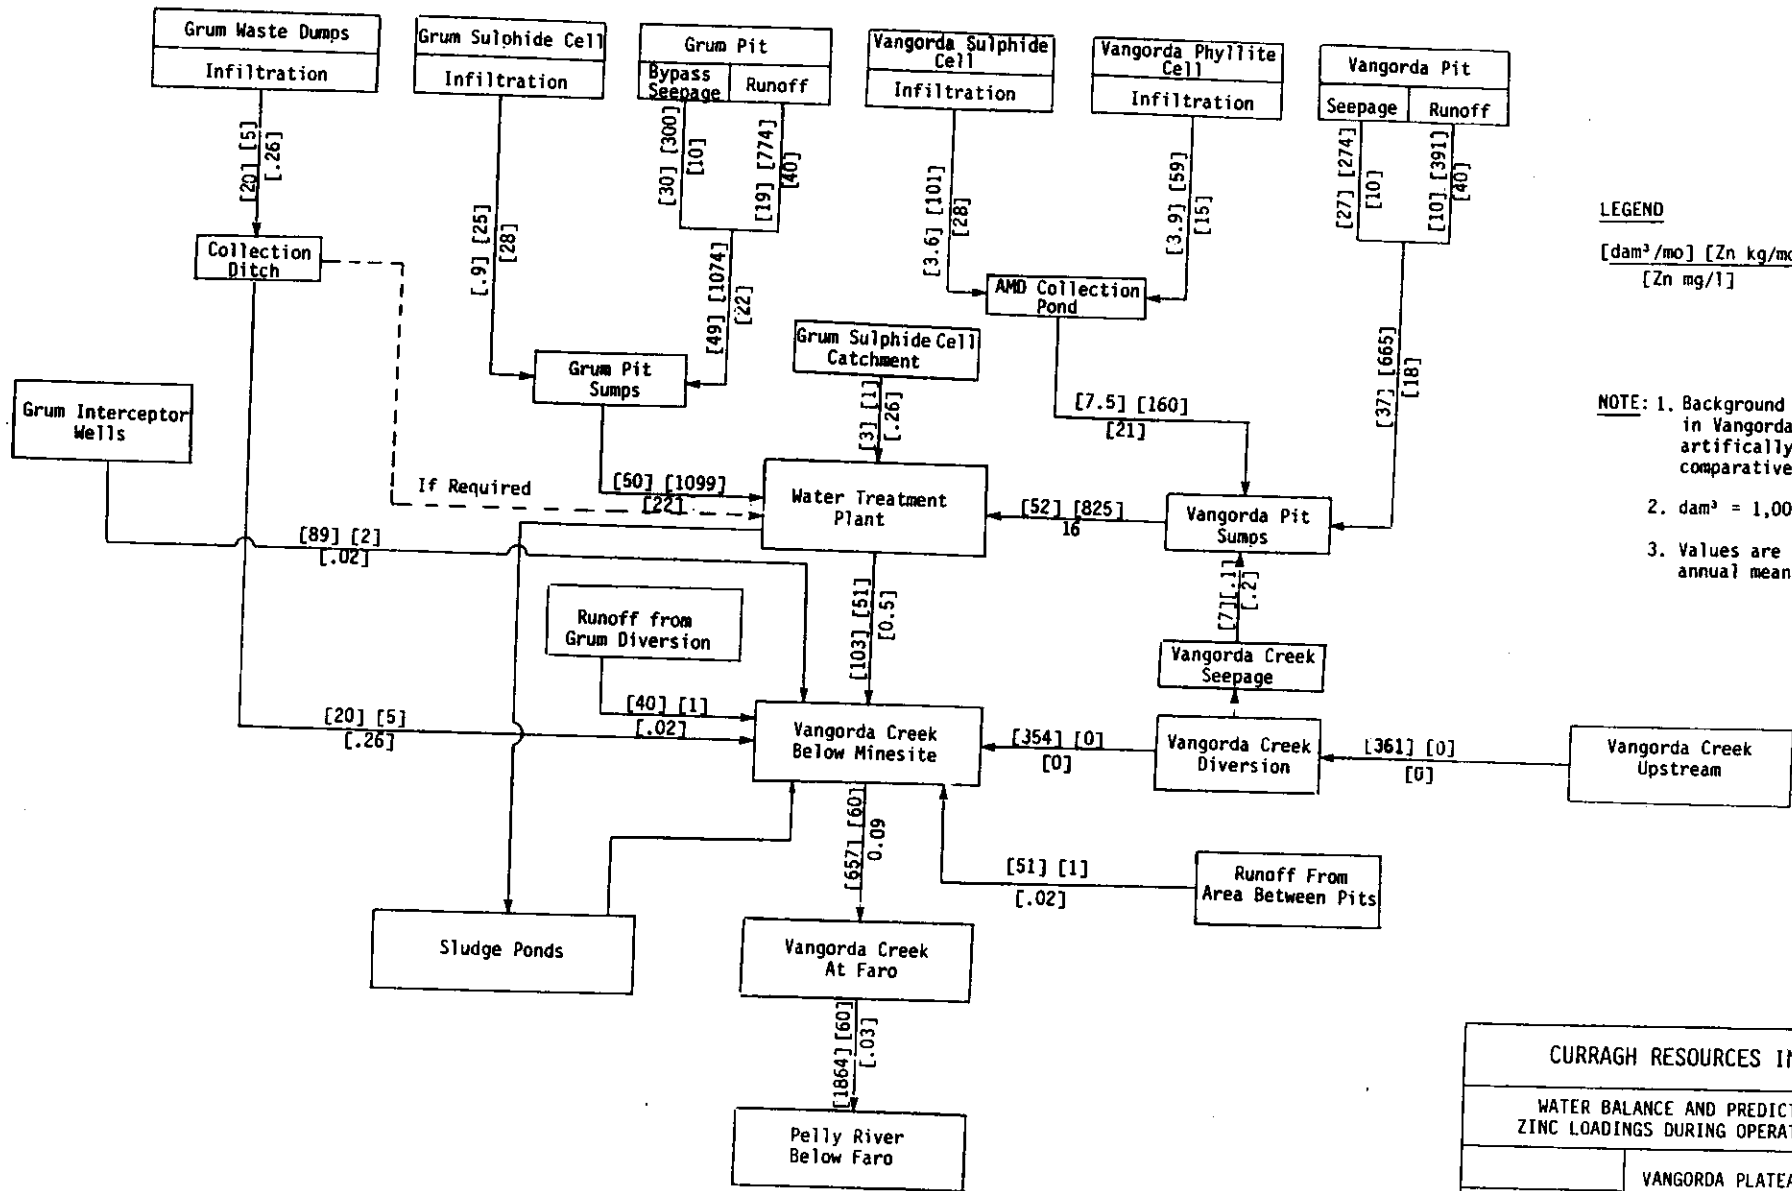 Grum Waste Dumps
Infiltration
Grum Sulphide Cell
Infiltration
Grum Pit
Bypass
Seepage
Runoff
Vangorda Sulphide
Cell
Infiltration
Vangorda Phyllite
Cell
Infiltration
Vangorda Pit
Seepage
Runoff
[20] [5]
[.26]
[.9] [25]
[28]
[30] [300]
[10]
[19] [774]
[40]
[3.6] [101]
[28]
[3.9] [59]
[15]
[27] [274]
[10]
[10] [391]
[40]
LEGEND
[dam³/mo] [Zn kg/mo
[Zn mg/l]
Collection
Ditch
[49] [1074]
[22]
AMD Collection
Pond
[37] [665]
[18]
Grum Pit
Sumps
Grum Sulphide Cell
Catchment
[3] [1]
[.26]
[7.5] [160]
[21]
NOTE: 1. Background
in Vangorda
artifically
comparative
2. dam³ = 1,00
3. Values are
annual mean
Grum Interceptor
Wells
If Required
[50] [1099]
[22]
Water Treatment
Plant
[52] [825]
16
Vangorda Pit
Sumps
[89] [2]
[.02]
[103] [51]
[0.5]
[7][.1]
[.2]
Runoff from
Grum Diversion
Vangorda Creek
Seepage
[40] [1]
[.02]
[20] [5]
[.26]
Vangorda Creek
Below Minesite
[354] [0]
[0]
Vangorda Creek
Diversion
[361] [0]
[0]
Vangorda Creek
Upstream
[657] [60]
0.09
[51] [1]
[.02]
Runoff From
Area Between Pits
Sludge Ponds
Vangorda Creek
At Faro
[1864] [60]
[.03]
Pelly River
Below Faro
CURRAGH RESOURCES IN
WATER BALANCE AND PREDICT
ZINC LOADINGS DURING OPERAT
VANGORDA PLATEA